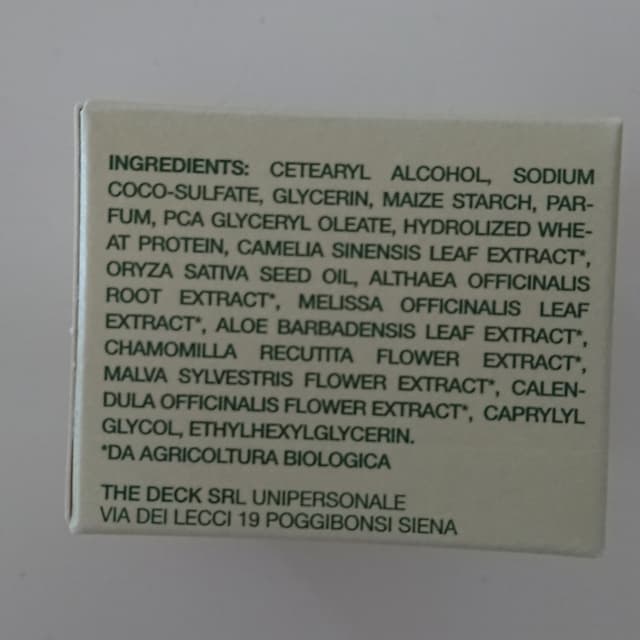 INGREDIENTS: CETEARYL ALCOHOL, SODIUM
COCO-SULFATE, GLYCERIN, MAIZE STARCH, PAR-
FUM, PCA GLYCERYL OLEATE, HYDROLIZED WHE-
AT PROTEIN, CAMELIA SINENSIS LEAF EXTRACT*,
ORYZA SATIVA SEED OIL, ALTHAEA OFFICINALIS
ROOT EXTRACT*, MELISSA OFFICINALIS LEAF
EXTRACT*, ALOE BARBADENSIS LEAF EXTRACT*,
CHAMOMILLA RECUTITA FLOWER EXTRACT*,
MALVA SYLVESTRIS FLOWER EXTRACT*, CALEN-
DULA OFFICINALIS FLOWER EXTRACT*, CAPRYLYL
GLYCOL, ETHYLHEXYLGLYCERIN.
*DA AGRICOLTURA BIOLOGICA
THE DECK SRL UNIPERSONALE
VIA DEI LECCI 19 POGGIBONSI SIENA